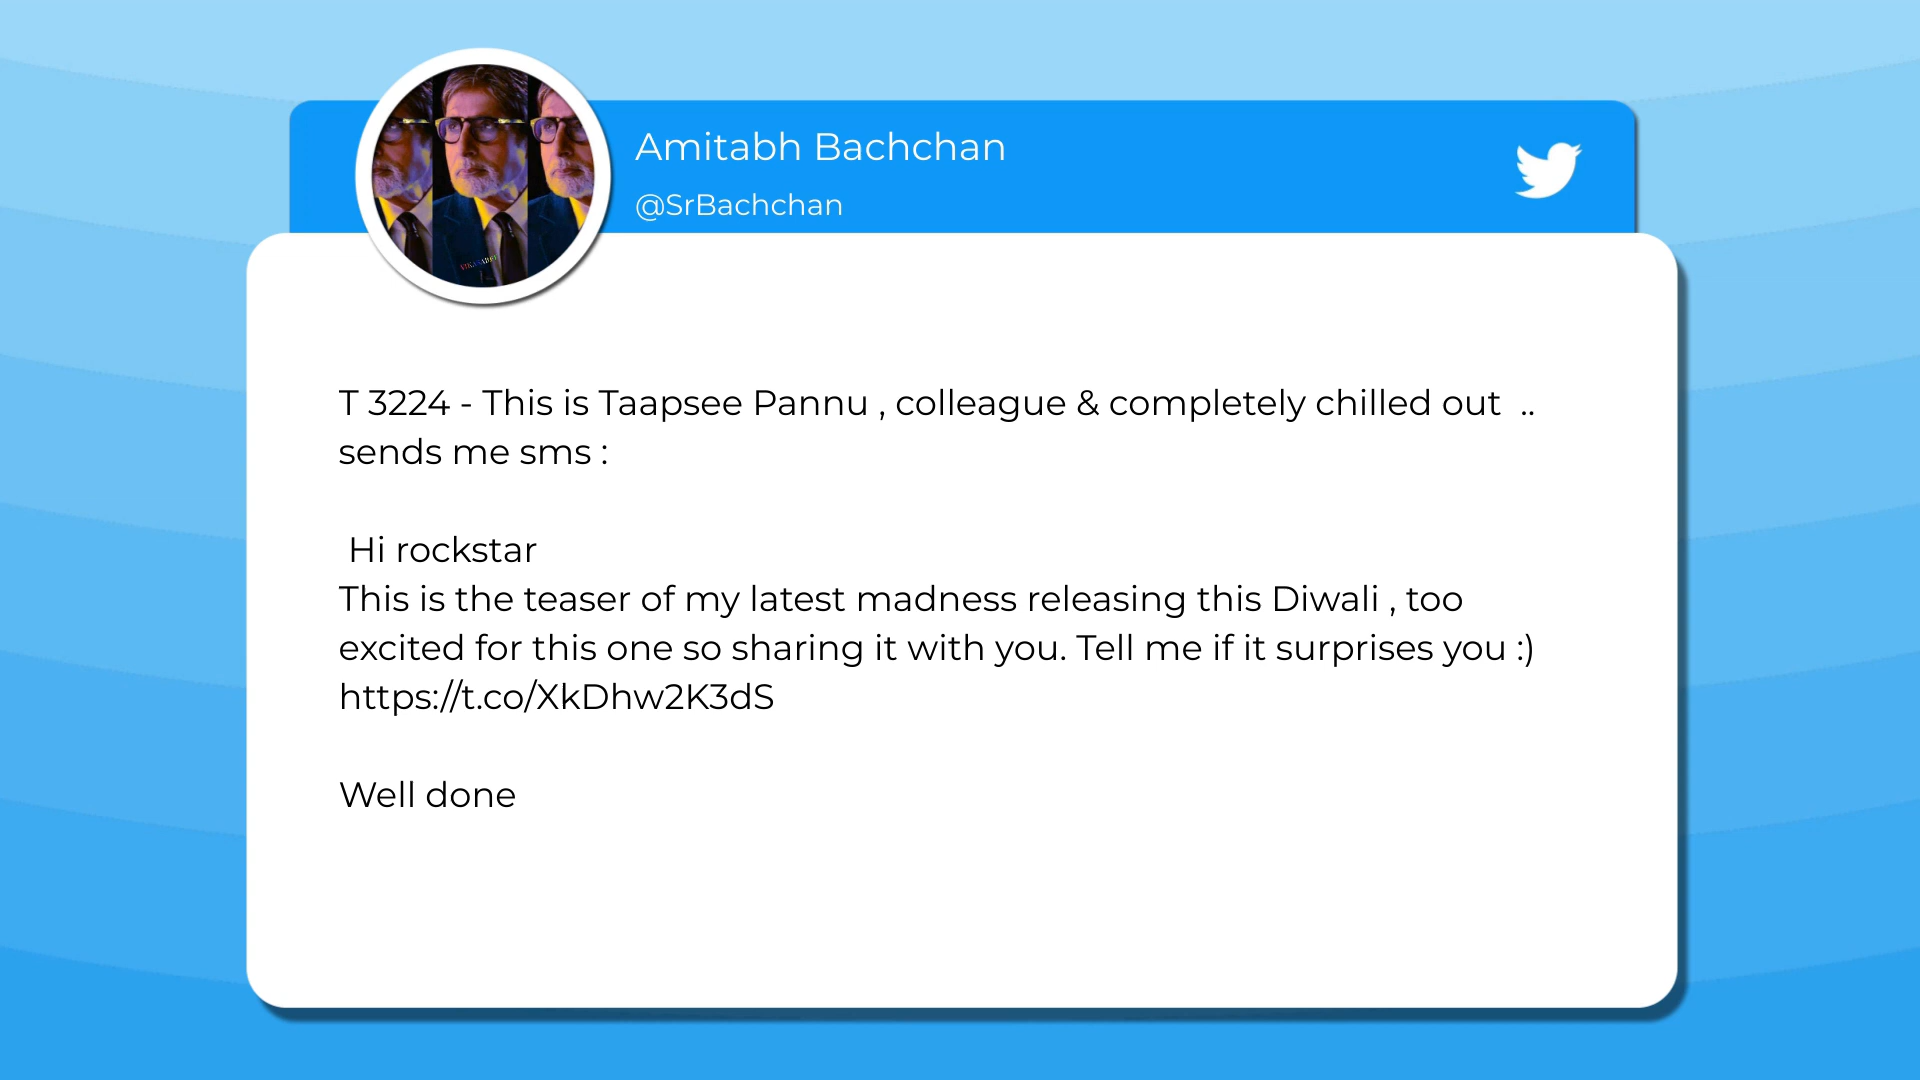 Amitabh Bachchan
@SrBachchan
T 3224 - This is Taapsee Pannu , colleague & completely chilled out  ..
sends me sms :
Hi rockstar
This is the teaser of my latest madness releasing this Diwali , too
excited for this one so sharing it with you. Tell me if it surprises you :)
https://t.co/XkDhw2K3dS
Well done